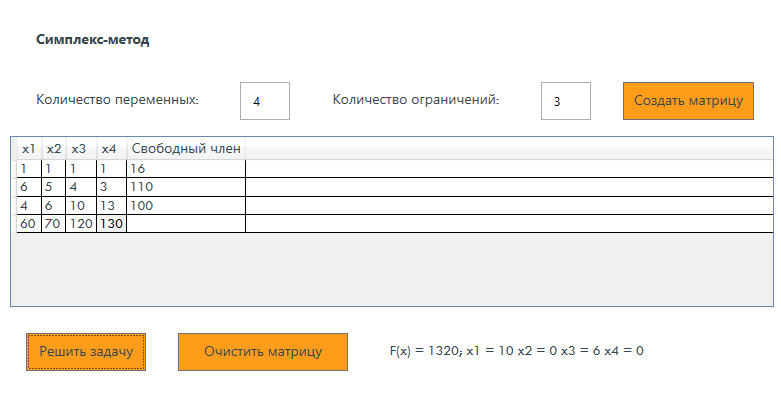 Симплекс-метод
Количество переменных: 4 Количество ограничений: 3 Создать матрицу
x1 x2 x3 x4 Свободный член
1 1 1 1 16
6 5 4 3 110
4 6 10 13 100
60 70 120 130
Решить задачу Очистить матрицу F(x) = 1320; x1 = 10 x2 = 0 x3 = 6 x4 = 0